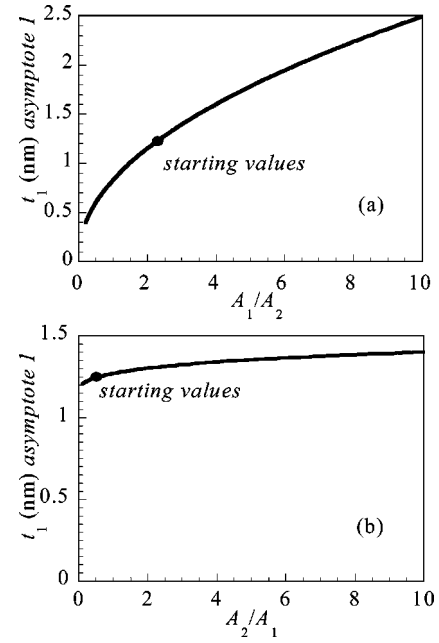 2.5
2
1.5
1
0.5
0
t₁ (nm) asymptote 1
starting values
(a)
0 2 4 6 8 10
A₁/A₂
1.5
1
0.5
0
t₁ (nm) asymptote 1
starting values
(b)
0 2 4 6 8 10
A₂/A₁